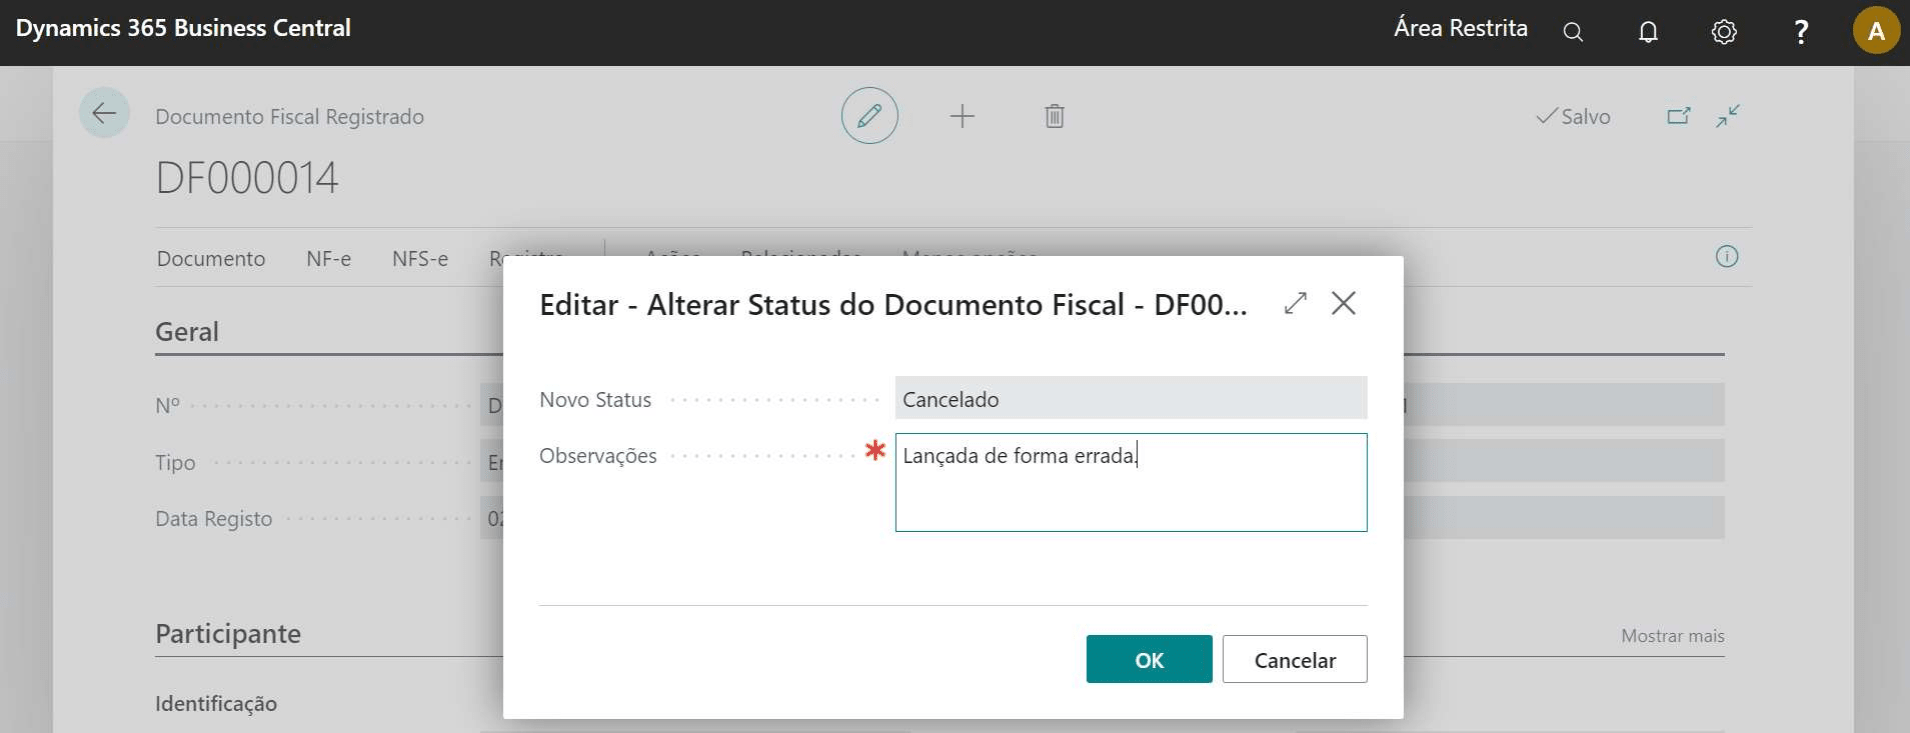 Dynamics 365 Business Central
Área Restrita
?
A
Documento Fiscal Registrado
Salvo
DF000014
Documento NF-e NFS-e
Geral
Editar - Alterar Status do Documento Fiscal - DF00...
Nº
Novo Status Cancelado
Tipo
Observações * Lançada de forma errada.
Data Registo
Participante
Mostrar mais
OK Cancelar
Identificação